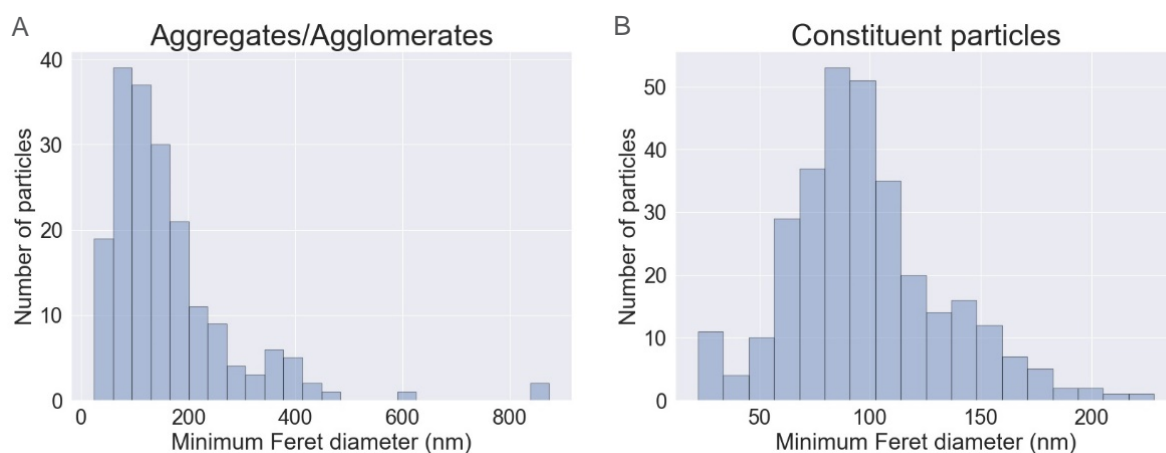 A
Aggregates/Agglomerates
40
30
20
10
0
Number of particles
0 200 400 600 800
Minimum Feret diameter (nm)
B
Constituent particles
50
40
30
20
10
0
Number of particles
50 100 150 200
Minimum Feret diameter (nm)